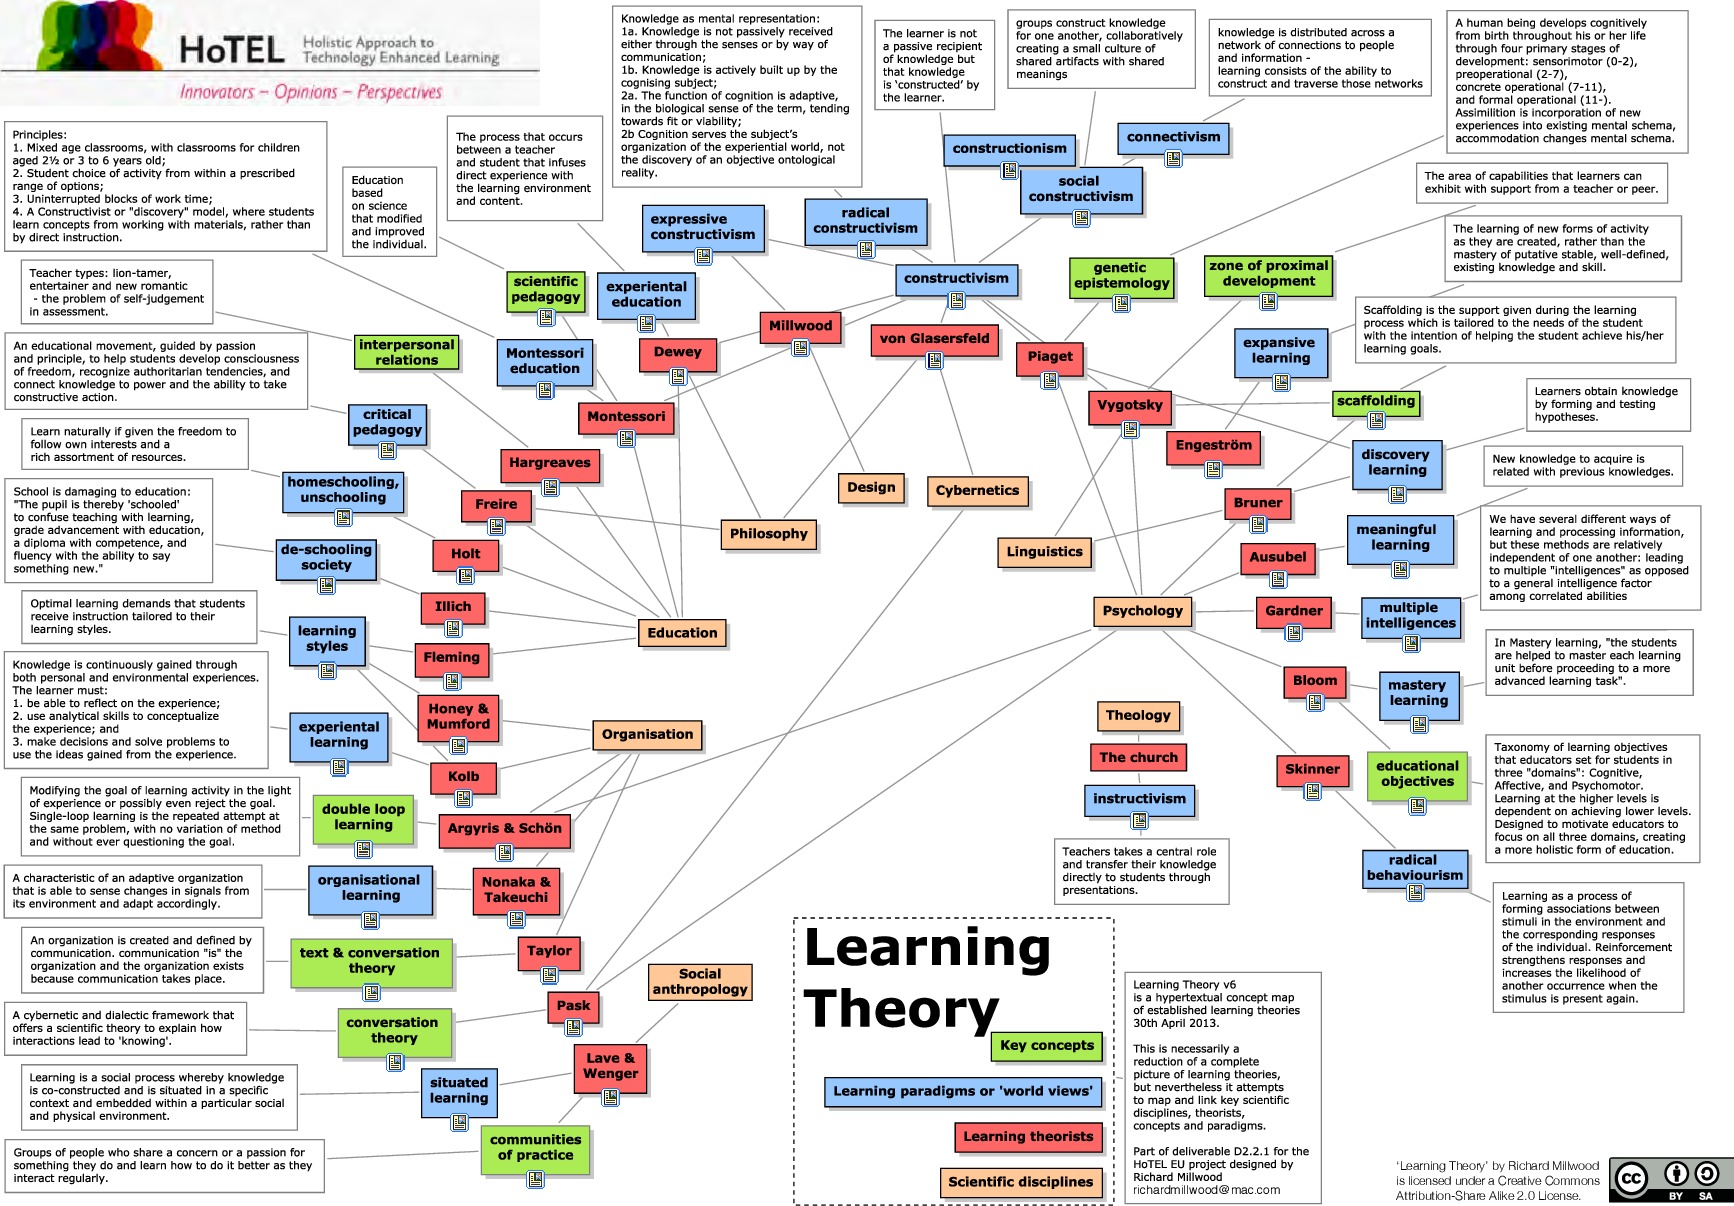 HoTEL
Holistic Approach to
Technology Enhanced Learning
Innovators – Opinions – Perspectives
Knowledge as mental representation:
1a. Knowledge is not passively received
either through the senses or by way of
communication;
1b. Knowledge is actively built up by the
cognising subject;
2a. The function of cognition is adaptive,
in the biological sense of the term, tending
towards fit or viability;
2b Cognition serves the subject's
organization of the experiential world, not
the discovery of an objective ontological
reality.
The learner is not
a passive recipient
of knowledge but
that knowledge
is 'constructed' by
the learner.
groups construct knowledge
for one another, collaboratively
creating a small culture of
shared artifacts with shared
meanings
knowledge is distributed across a
network of connections to people
and information -
learning consists of the ability to
construct and traverse those networks
A human being develops cognitively
from birth throughout his or her life
through four primary stages of
development: sensorimotor (0-2),
preoperational (2-7),
concrete operational (7-11),
and formal operational (11-).
Assimilition is incorporation of new
experiences into existing mental schema,
accommodation changes mental schema.
Principles:
1. Mixed age classrooms, with classrooms for children
aged 2½ or 3 to 6 years old;
2. Student choice of activity from within a prescribed
range of options;
3. Uninterrupted blocks of work time;
4. A Constructivist or "discovery" model, where students
learn concepts from working with materials, rather than
by direct instruction.
Education
based
on science
that modified
and improved
the individual.
The process that occurs
between a teacher
and student that infuses
direct experience with
the learning environment
and content.
constructionism
connectivism
social
constructivism
The area of capabilities that learners can
exhibit with support from a teacher or peer.
expressive
constructivism
radical
constructivism
The learning of new forms of activity
as they are created, rather than the
mastery of putative stable, well-defined,
existing knowledge and skill.
Teacher types: lion-tamer,
entertainer and new romantic
- the problem of self-judgement
in assessment.
scientific
pedagogy
experiental
education
constructivism
genetic
epistemology
zone of proximal
development
Scaffolding is the support given during the learning
process which is tailored to the needs of the student
with the intention of helping the student achieve his/her
learning goals.
An educational movement, guided by passion
and principle, to help students develop consciousness
of freedom, recognize authoritarian tendencies, and
connect knowledge to power and the ability to take
constructive action.
interpersonal
relations
Montessori
education
Dewey
Millwood
von Glasersfeld
Piaget
expansive
learning
Learners obtain knowledge
by forming and testing
hypotheses.
critical
pedagogy
Montessori
Vygotsky
scaffolding
Learn naturally if given the freedom to
follow own interests and a
rich assortment of resources.
Hargreaves
Engeström
discovery
learning
New knowledge to acquire is
related with previous knowledges.
School is damaging to education:
"The pupil is thereby 'schooled'
to confuse teaching with learning,
grade advancement with education,
a diploma with competence, and
fluency with the ability to say
something new."
homeschooling,
unschooling
Freire
Design
Cybernetics
Bruner
Philosophy
meaningful
learning
We have several different ways of
learning and processing information,
but these methods are relatively
independent of one another: leading
to multiple "intelligences" as opposed
to a general intelligence factor
among correlated abilities
de-schooling
society
Holt
Linguistics
Ausubel
Optimal learning demands that students
receive instruction tailored to their
learning styles.
Illich
Psychology
Gardner
multiple
intelligences
learning
styles
Education
Fleming
In Mastery learning, "the students
are helped to master each learning
unit before proceeding to a more
advanced learning task".
Knowledge is continuously gained through
both personal and environmental experiences.
The learner must:
1. be able to reflect on the experience;
2. use analytical skills to conceptualize
the experience; and
3. make decisions and solve problems to
use the ideas gained from the experience.
Bloom
mastery
learning
Honey &
Mumford
Theology
experiential
learning
Organisation
The church
Kolb
Skinner
educational
objectives
Taxonomy of learning objectives
that educators set for students in
three "domains": Cognitive,
Affective, and Psychomotor.
Learning at the higher levels is
dependent on achieving lower levels.
Designed to motivate educators to
focus on all three domains, creating
a more holistic form of education.
Modifying the goal of learning activity in the light
of experience or possibly even reject the goal.
Single-loop learning is the repeated attempt at
the same problem, with no variation of method
and without ever questioning the goal.
double loop
learning
Argyris & Schön
instructivism
Teachers takes a central role
and transfer their knowledge
directly to students through
presentations.
radical
behaviourism
A characteristic of an adaptive organization
that is able to sense changes in signals from
its environment and adapt accordingly.
organisational
learning
Nonaka &
Takeuchi
Learning as a process of
forming associations between
stimuli in the environment and
the corresponding responses
of the individual. Reinforcement
strengthens responses and
increases the likelihood of
another occurrence when the
stimulus is present again.
An organization is created and defined by
communication. communication "is" the
organization and the organization exists
because communication takes place.
text & conversation
theory
Taylor
Social
anthropology
Learning
Theory
Key concepts
Learning paradigms or 'world views'
Learning theorists
Scientific disciplines
Learning Theory v6
is a hypertextual concept map
of established learning theories
30th April 2013.
This is necessarily a
reduction of a complete
picture of learning theories,
but nevertheless it attempts
to map and link key scientific
disciplines, theorists,
concepts and paradigms.
Part of deliverable D2.2.1 for the
HoTEL EU project designed by
Richard Millwood
richardmillwood@mac.com
A cybernetic and dialectic framework that
offers a scientific theory to explain how
interactions lead to 'knowing'.
conversation
theory
Pask
Learning is a social process whereby knowledge
is co-constructed and is situated in a specific
context and embedded within a particular social
and physical environment.
situated
learning
Lave &
Wenger
Groups of people who share a concern or a passion for
something they do and learn how to do it better as they
interact regularly.
communities
of practice
'Learning Theory' by Richard Millwood
is licensed under a Creative Commons
Attribution-Share Alike 2.0 License.
cc
BY SA